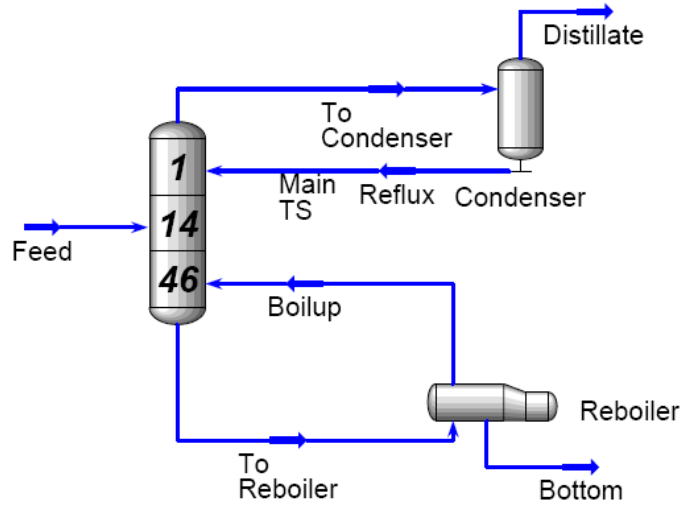 Distillate
To
Condenser
1
Main
TS
Reflux
Condenser
14
Feed
46
Boilup
Reboiler
To
Reboiler
Bottom